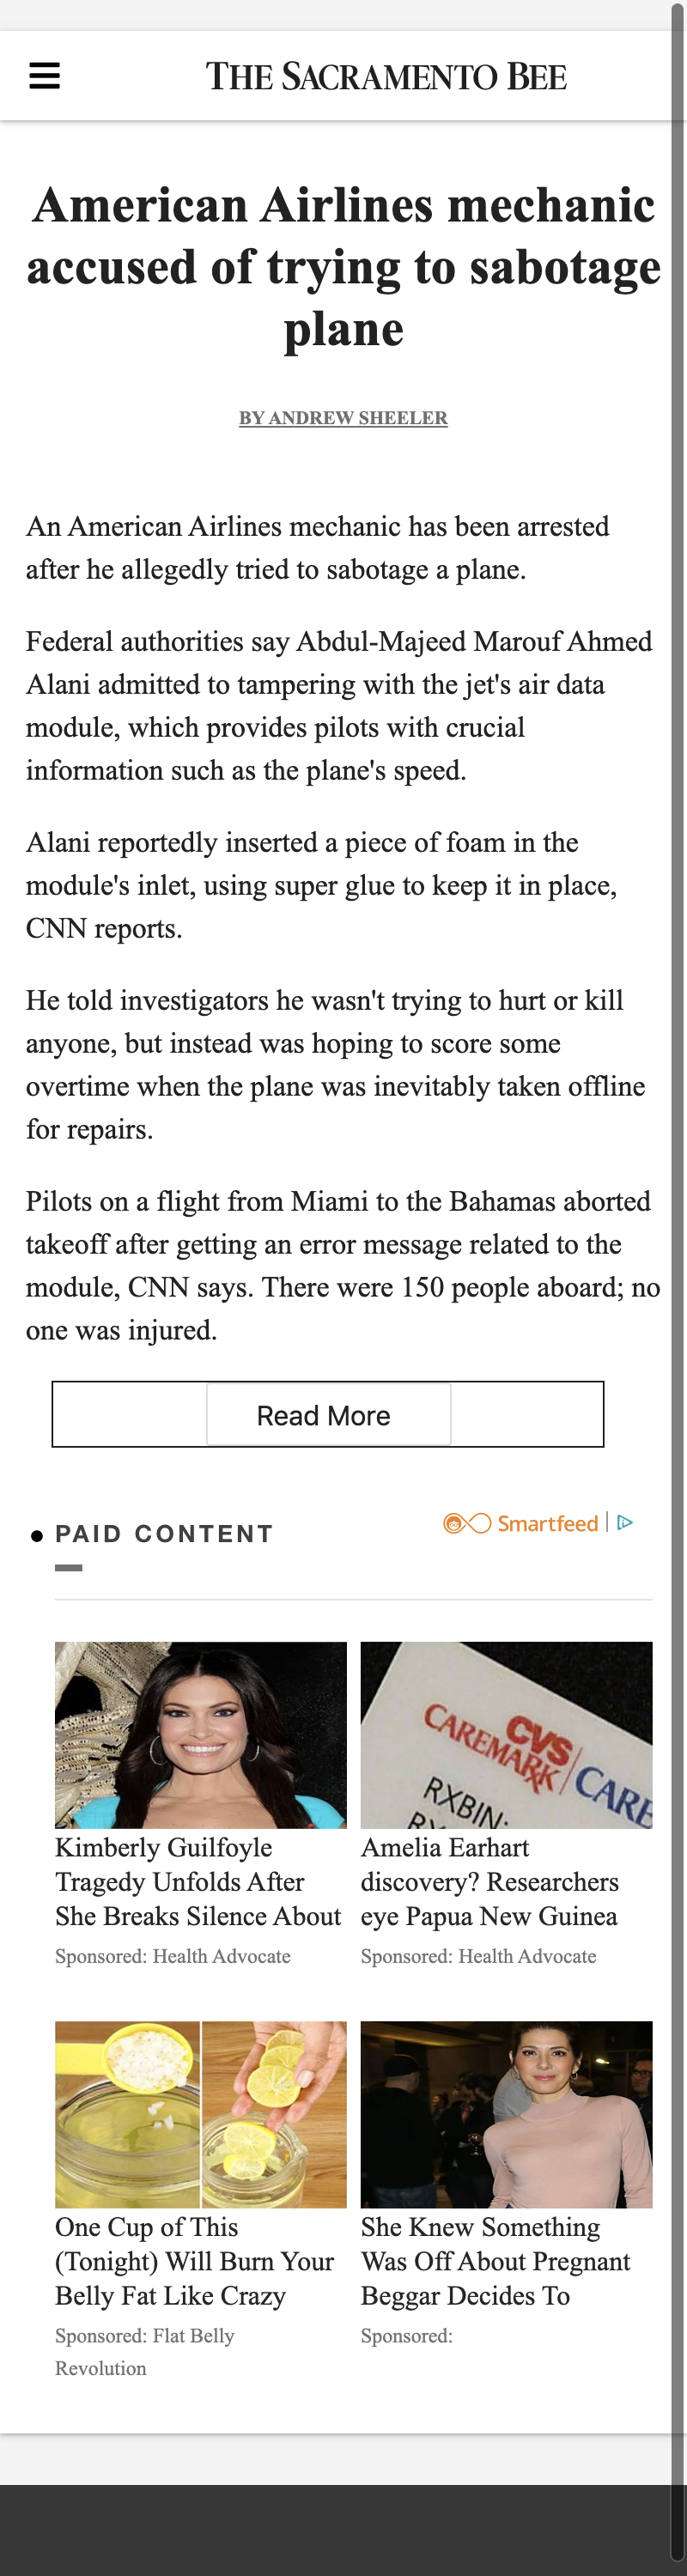 THE SACRAMENTO BEE
American Airlines mechanic
accused of trying to sabotage
plane
BY ANDREW SHEELER
An American Airlines mechanic has been arrested
after he allegedly tried to sabotage a plane.
Federal authorities say Abdul-Majeed Marouf Ahmed
Alani admitted to tampering with the jet's air data
module, which provides pilots with crucial
information such as the plane's speed.
Alani reportedly inserted a piece of foam in the
module's inlet, using super glue to keep it in place,
CNN reports.
He told investigators he wasn't trying to hurt or kill
anyone, but instead was hoping to score some
overtime when the plane was inevitably taken offline
for repairs.
Pilots on a flight from Miami to the Bahamas aborted
takeoff after getting an error message related to the
module, CNN says. There were 150 people aboard; no
one was injured.
Read More
PAID CONTENT
Smartfeed
CVS
CAREMARK
CARE
RXBIN:
Kimberly Guilfoyle
Tragedy Unfolds After
She Breaks Silence About
Sponsored: Health Advocate
Amelia Earhart
discovery? Researchers
eye Papua New Guinea
Sponsored: Health Advocate
One Cup of This
(Tonight) Will Burn Your
Belly Fat Like Crazy
Sponsored: Flat Belly
Revolution
She Knew Something
Was Off About Pregnant
Beggar Decides To
Sponsored: